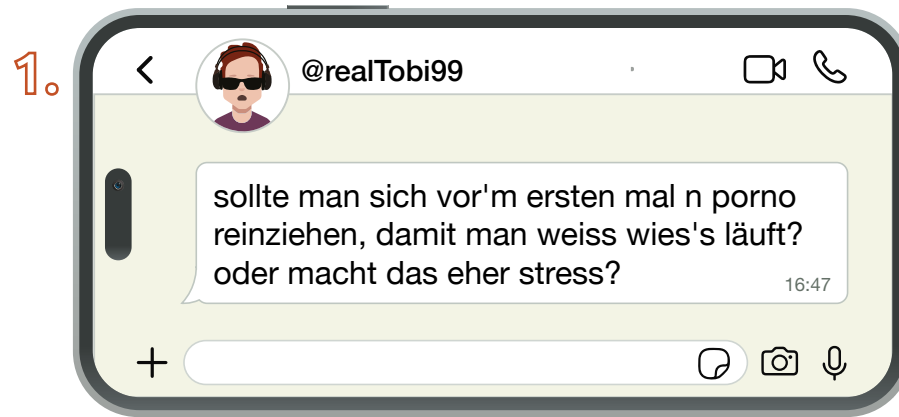 1.
@realTobi99
sollte man sich vor'm ersten mal n porno
reinziehen, damit man weiss wies's läuft?
oder macht das eher stress?
16:47